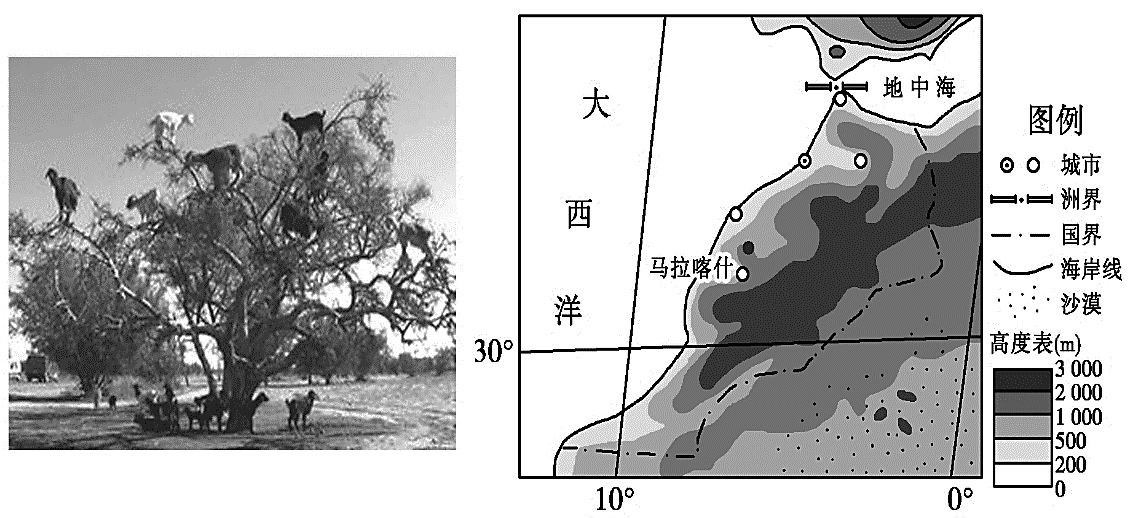 大
西
洋
地中海
马拉喀什
30°
10°
0°
图例
城市
洲界
国界
海岸线
沙漠
高度表(m)
3 000
2 000
1 000
500
200
0